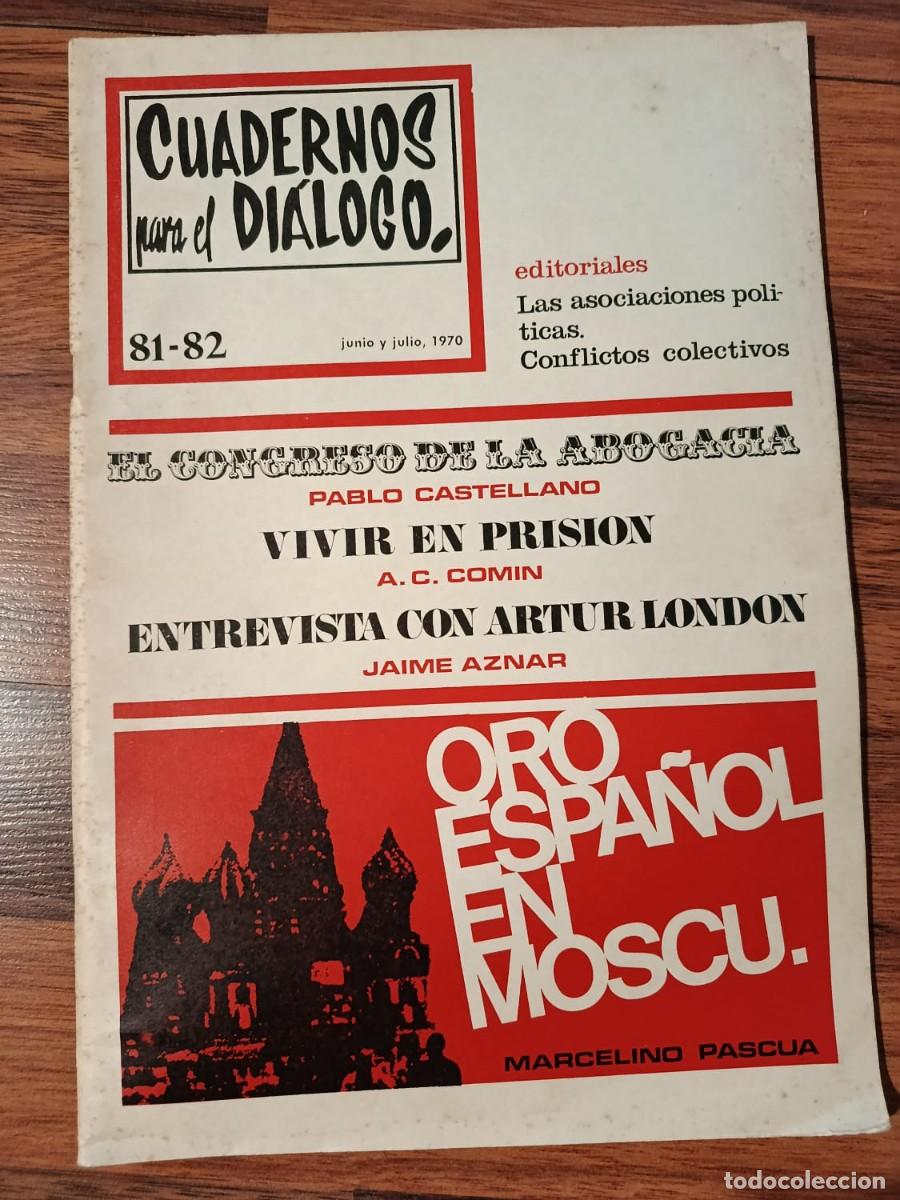 CUADERNOS
para el DIÁLOGO.
81-82
junio y julio, 1970
editoriales
Las asociaciones poli-
ticas.
Conflictos colectivos
EL CONGRESO DE LA ABOGACIA
PABLO CASTELLANO
VIVIR EN PRISION
A. C. COMIN
ENTREVISTA CON ARTUR LONDON
JAIME AZNAR
ORO
ESPAÑOL
EN
MOSCU.
MARCELINO PASCUA
todocoleccion